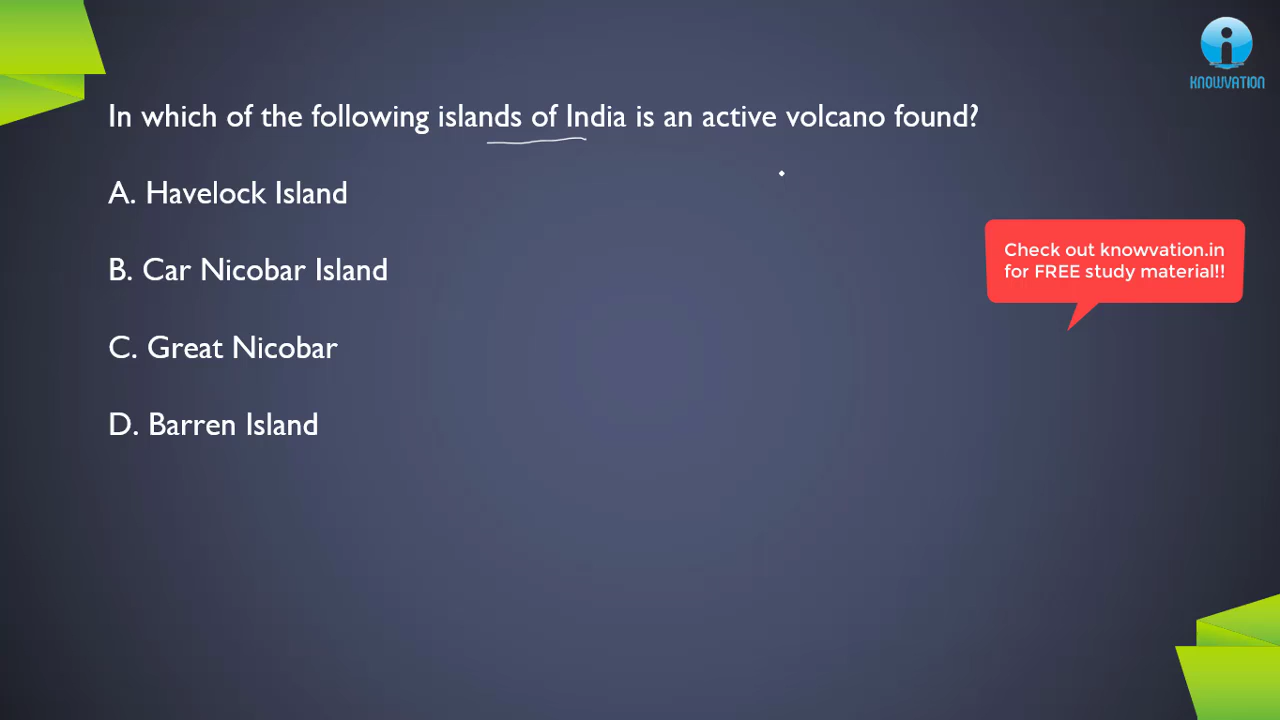 KNOWVATION
In which of the following islands of India is an active volcano found?
A. Havelock Island
B. Car Nicobar Island
C. Great Nicobar
D. Barren Island
Check out knowvation.in
for FREE study material!!